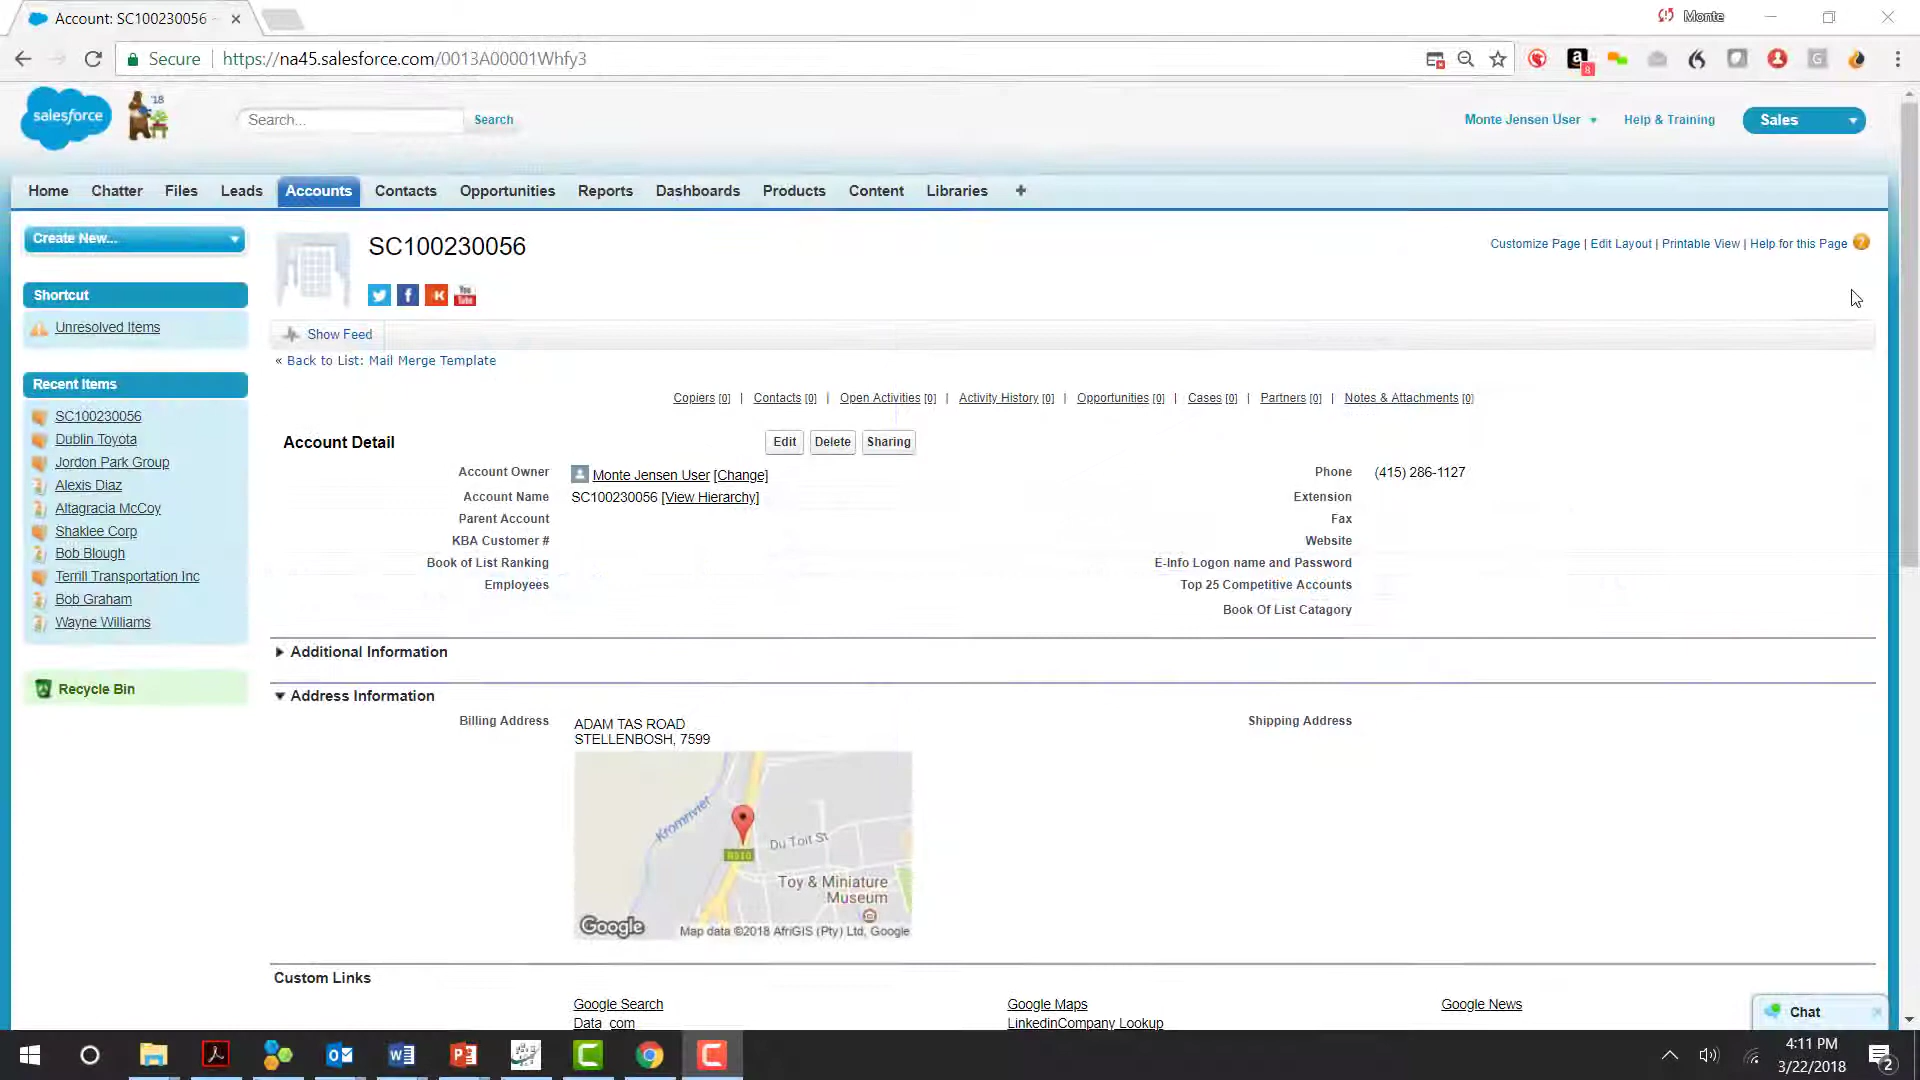 Account: SC100230056
Monte
Secure
https://na45.salesforce.com/0013A00001Whfy3
8
salesforce
'18
Search...
Search
Monte Jensen User
Help & Training
Sales
Home
Chatter
Files
Leads
Accounts
Contacts
Opportunities
Reports
Dashboards
Products
Content
Libraries
+
Create New...
SC100230056
Customize Page | Edit Layout | Printable View | Help for this Page
Shortcut
Unresolved Items
You Tube
Show Feed
« Back to List: Mail Merge Template
Recent Items
SC100230056
Dublin Toyota
Jordon Park Group
Alexis Diaz
Altagracia McCoy
Shaklee Corp
Bob Blough
Terrill Transportation Inc
Bob Graham
Wayne Williams
Recycle Bin
Copiers [0] | Contacts [0] | Open Activities [0] | Activity History [0] | Opportunities [0] | Cases [0] | Partners [0] | Notes & Attachments [0]
Account Detail
Edit
Delete
Sharing
Account Owner
Monte Jensen User [Change]
Phone
(415) 286-1127
Account Name
SC100230056 [View Hierarchy]
Extension
Parent Account
Fax
KBA Customer #
Website
Book of List Ranking
E-Info Logon name and Password
Employees
Top 25 Competitive Accounts
Book Of List Catagory
Additional Information
Address Information
Billing Address
ADAM TAS ROAD
STELLENBOSH, 7599
Shipping Address
Kromrivier
R310
Du Toit St
Toy & Miniature
Museum
Google
Map data ©2018 AfriGIS (Pty) Ltd, Google
Custom Links
Google Search
Google Maps
Google News
Data com
LinkedinCompany Lookup
Chat
4:11 PM
3/22/2018
2